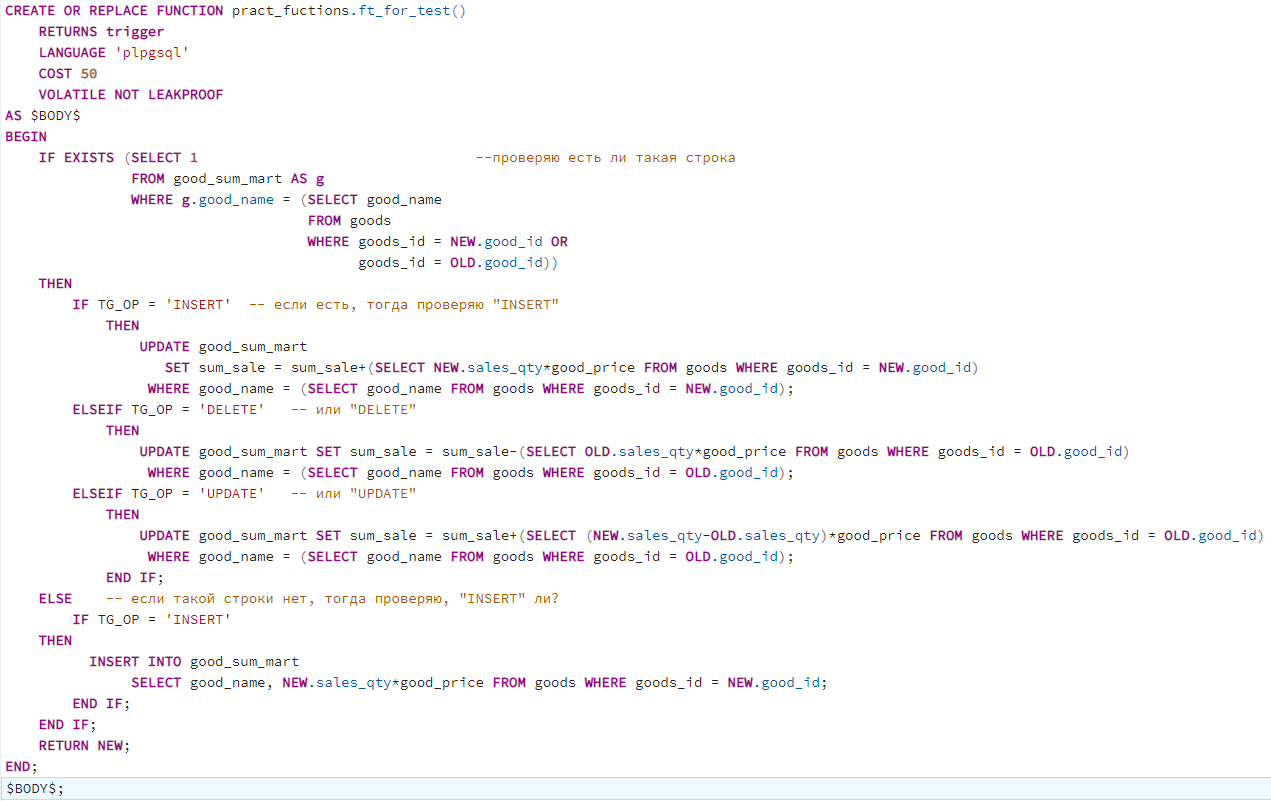 CREATE OR REPLACE FUNCTION pract_fuctions.ft_for_test()
    RETURNS trigger
    LANGUAGE 'plpgsql'
    COST 50
    VOLATILE NOT LEAKPROOF
AS $BODY$
BEGIN
    IF EXISTS (SELECT 1                                 --проверяю есть ли такая строка
               FROM good_sum_mart AS g
               WHERE g.good_name = (SELECT good_name
                                    FROM goods
                                    WHERE goods_id = NEW.good_id OR
                                          goods_id = OLD.good_id))
    THEN
        IF TG_OP = 'INSERT'  -- если есть, тогда проверяю "INSERT"
            THEN
                UPDATE good_sum_mart
                   SET sum_sale = sum_sale+(SELECT NEW.sales_qty*good_price FROM goods WHERE goods_id = NEW.good_id)
                 WHERE good_name = (SELECT good_name FROM goods WHERE goods_id = NEW.good_id);
        ELSEIF TG_OP = 'DELETE'   -- или "DELETE"
            THEN
                UPDATE good_sum_mart SET sum_sale = sum_sale-(SELECT OLD.sales_qty*good_price FROM goods WHERE goods_id = OLD.good_id)
                 WHERE good_name = (SELECT good_name FROM goods WHERE goods_id = OLD.good_id);
        ELSEIF TG_OP = 'UPDATE'   -- или "UPDATE"
            THEN
                UPDATE good_sum_mart SET sum_sale = sum_sale+(SELECT (NEW.sales_qty-OLD.sales_qty)*good_price FROM goods WHERE goods_id = OLD.good_id)
                 WHERE good_name = (SELECT good_name FROM goods WHERE goods_id = OLD.good_id);
            END IF;
    ELSE    -- если такой строки нет, тогда проверяю, "INSERT" ли?
        IF TG_OP = 'INSERT'
    THEN
          INSERT INTO good_sum_mart
               SELECT good_name, NEW.sales_qty*good_price FROM goods WHERE goods_id = NEW.good_id;
        END IF;
    END IF;
    RETURN NEW;
END;
$BODY$;